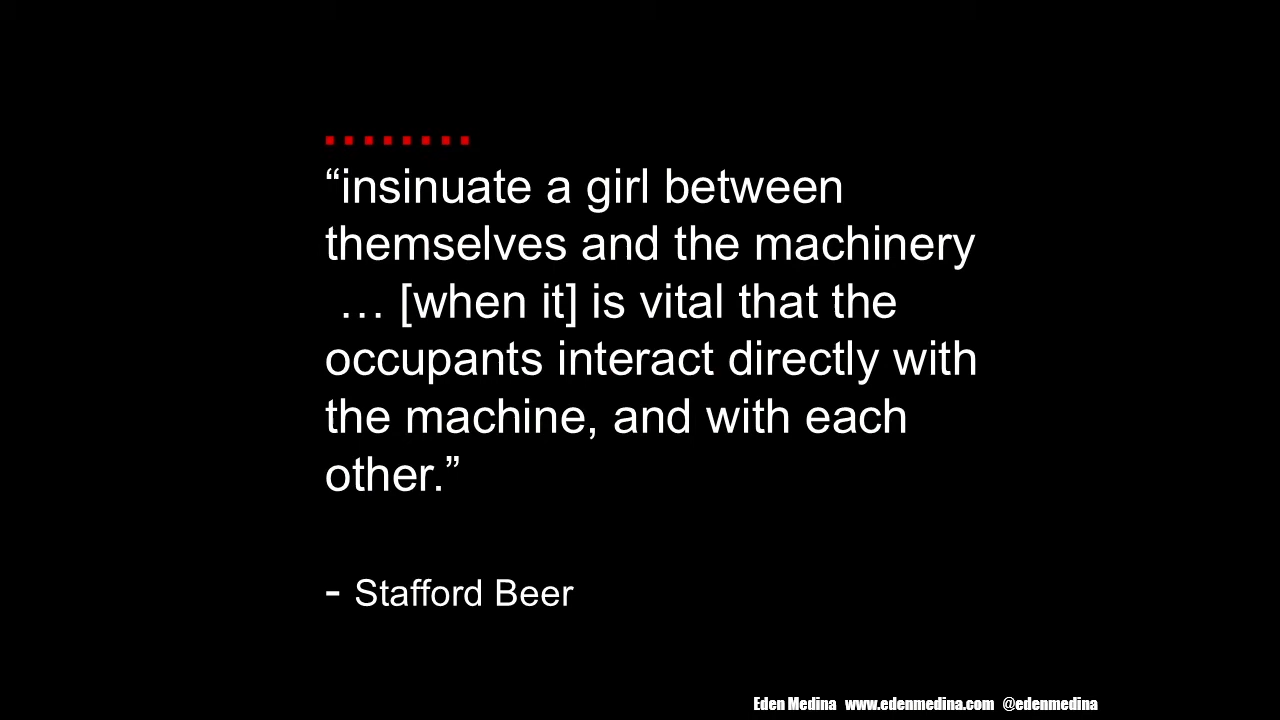 ........
“insinuate a girl between
themselves and the machinery
… [when it] is vital that the
occupants interact directly with
the machine, and with each
other.”
- Stafford Beer
Eden Medina www.edenmedina.com @edenmedina